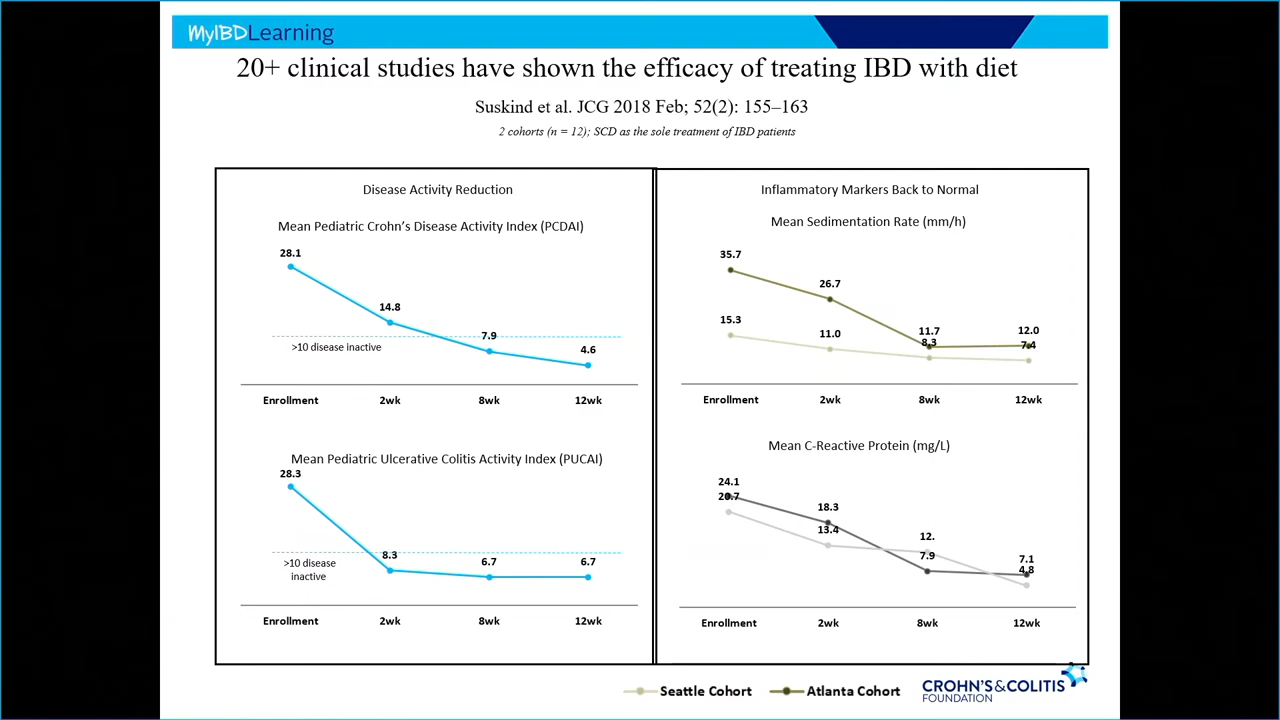 MyIBDLearning
20+ clinical studies have shown the efficacy of treating IBD with diet
Suskind et al. JCG 2018 Feb; 52(2): 155–163
2 cohorts (n = 12); SCD as the sole treatment of IBD patients
Disease Activity Reduction
Mean Pediatric Crohn's Disease Activity Index (PCDAI)
28.1
14.8
7.9
4.6
>10 disease inactive
Enrollment 2wk 8wk 12wk
Mean Pediatric Ulcerative Colitis Activity Index (PUCAI)
28.3
8.3
6.7
6.7
>10 disease
inactive
Enrollment 2wk 8wk 12wk
Inflammatory Markers Back to Normal
Mean Sedimentation Rate (mm/h)
35.7
26.7
11.7
12.0
15.3
11.0
8.3
7.4
Enrollment 2wk 8wk 12wk
Mean C-Reactive Protein (mg/L)
24.1
18.3
7.9
7.1
20.7
13.4
12.
4.8
Enrollment 2wk 8wk 12wk
Seattle Cohort Atlanta Cohort
CROHN'S&COLITIS
FOUNDATION